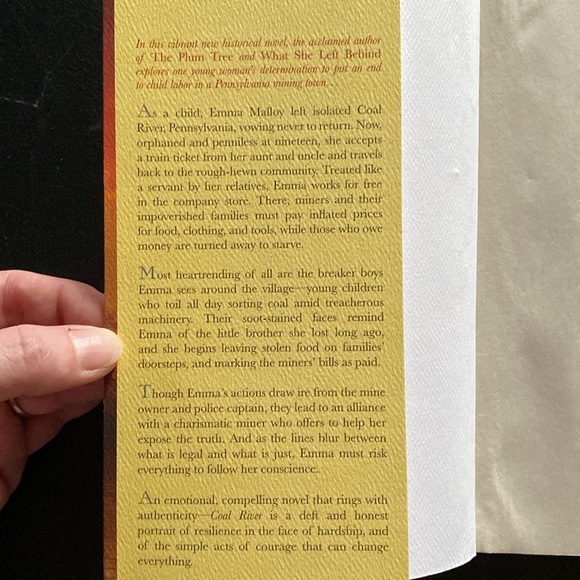 In this vibrant new historical novel, the acclaimed author
of The Plum Tree and What She Left Behind
explores one young woman's determination to put an end
to child labor in a Pennsylvania mining town...
As a child, Emma Malloy left isolated Coal
River, Pennsylvania, vowing never to return. Now,
orphaned and penniless at nineteen, she accepts
a train ticket from her aunt and uncle and travels
back to the rough-hewn community. Treated like
a servant by her relatives, Emma works for free
in the company store. There, miners and their
impoverished families must pay inflated prices
for food, clothing, and tools, while those who owe
money are turned away to starve.
Most heartrending of all are the breaker boys
Emma sees around the village—young children
who toil all day sorting coal amid treacherous
machinery. Their soot-stained faces remind
Emma of the little brother she lost long ago,
and she begins leaving stolen food on families'
doorsteps, and marking the miners' bills as paid.
Though Emma's actions draw ire from the mine
owner and police captain, they lead to an alliance
with a charismatic miner who offers to help her
expose the truth. And as the lines blur between
what is legal and what is just, Emma must risk
everything to follow her conscience.
An emotional, compelling novel that rings with
authenticity—Coal River is a deft and honest
portrait of resilience in the face of hardship, and
of the simple acts of courage that can change
everything.